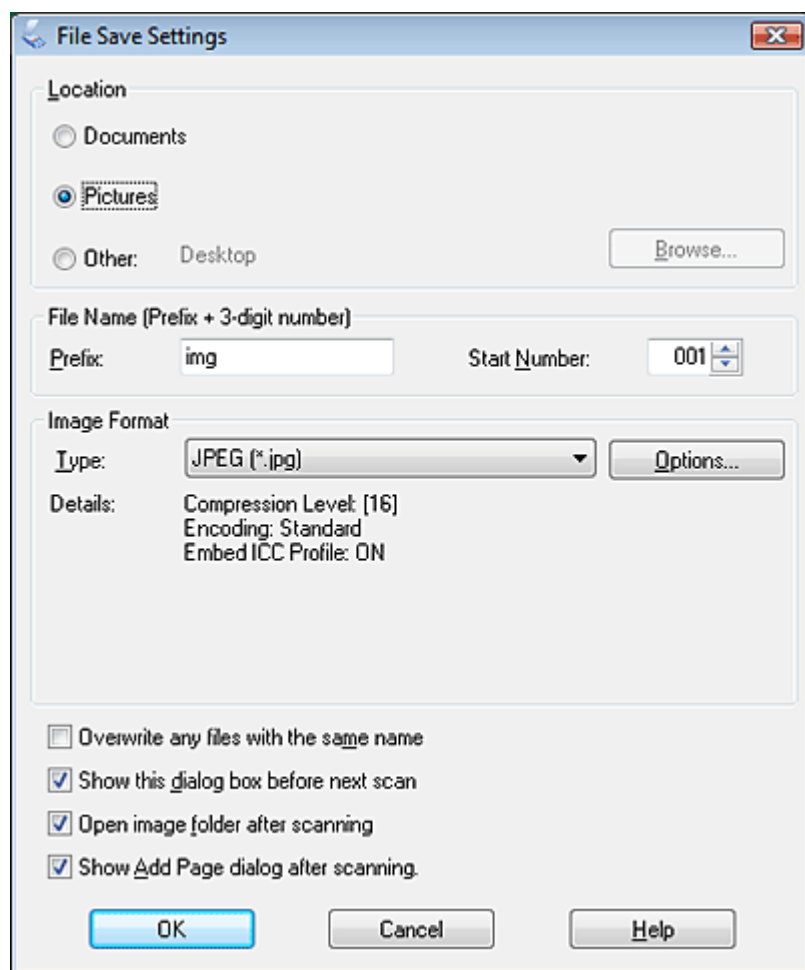 File Save Settings
Location
Documents
Pictures
Other: Desktop Browse...
File Name (Prefix + 3-digit number)
Prefix: img Start Number: 001
Image Format
Type: JPEG (*.jpg) Options...
Details: Compression Level: [16]
Encoding: Standard
Embed ICC Profile: ON
Overwrite any files with the same name
Show this dialog box before next scan
Open image folder after scanning
Show Add Page dialog after scanning.
OK Cancel Help